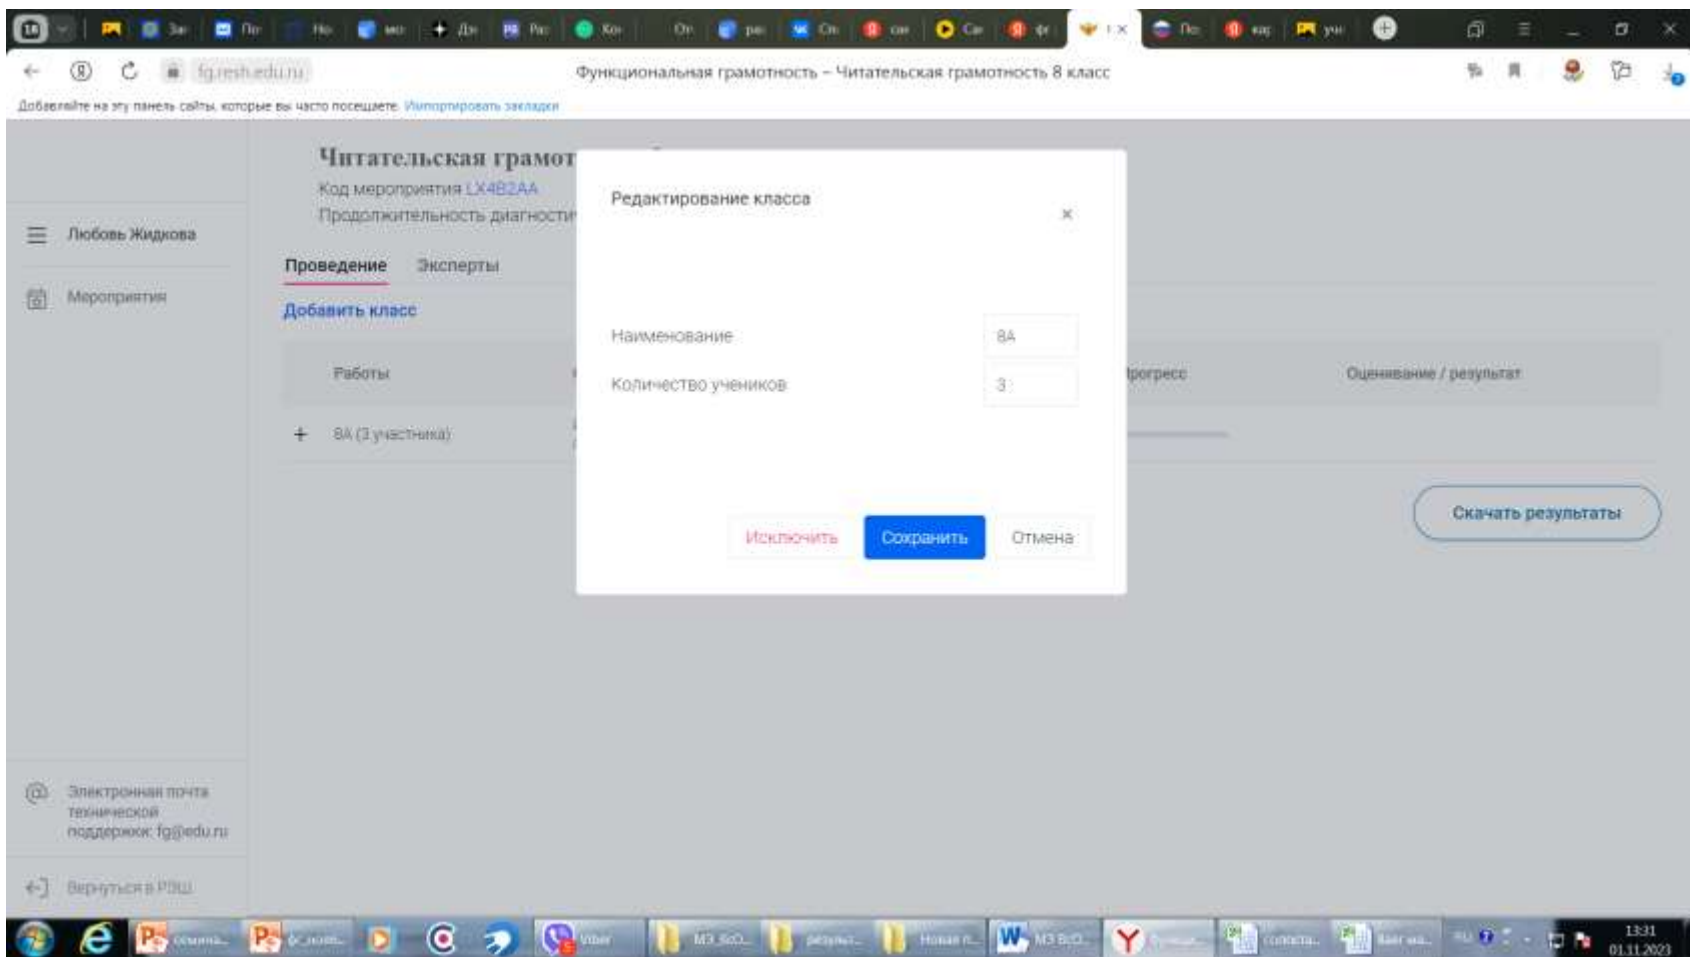 fg.resh.edu.ru
Функциональная грамотность – Читательская грамотность 8 класс
Добавляйте на эту панель сайты, которые вы часто посещаете. Импортировать закладки
Читательская грамот
Код мероприятия LX4B2AA
Продолжительность диагности
Любовь Жидкова
Мероприятия
Проведение Эксперты
Добавить класс
Работы
Прогресс
Оценивание / результат
8А (3 участника)
Скачать результаты
Редактирование класса
×
Наименование 8А
Количество учеников 3
Исключить Сохранить Отмена
Электронная почта
технической
поддержки: fg@edu.ru
Вернуться в РЭШ
Viber
RU
13:31
01.11.2023